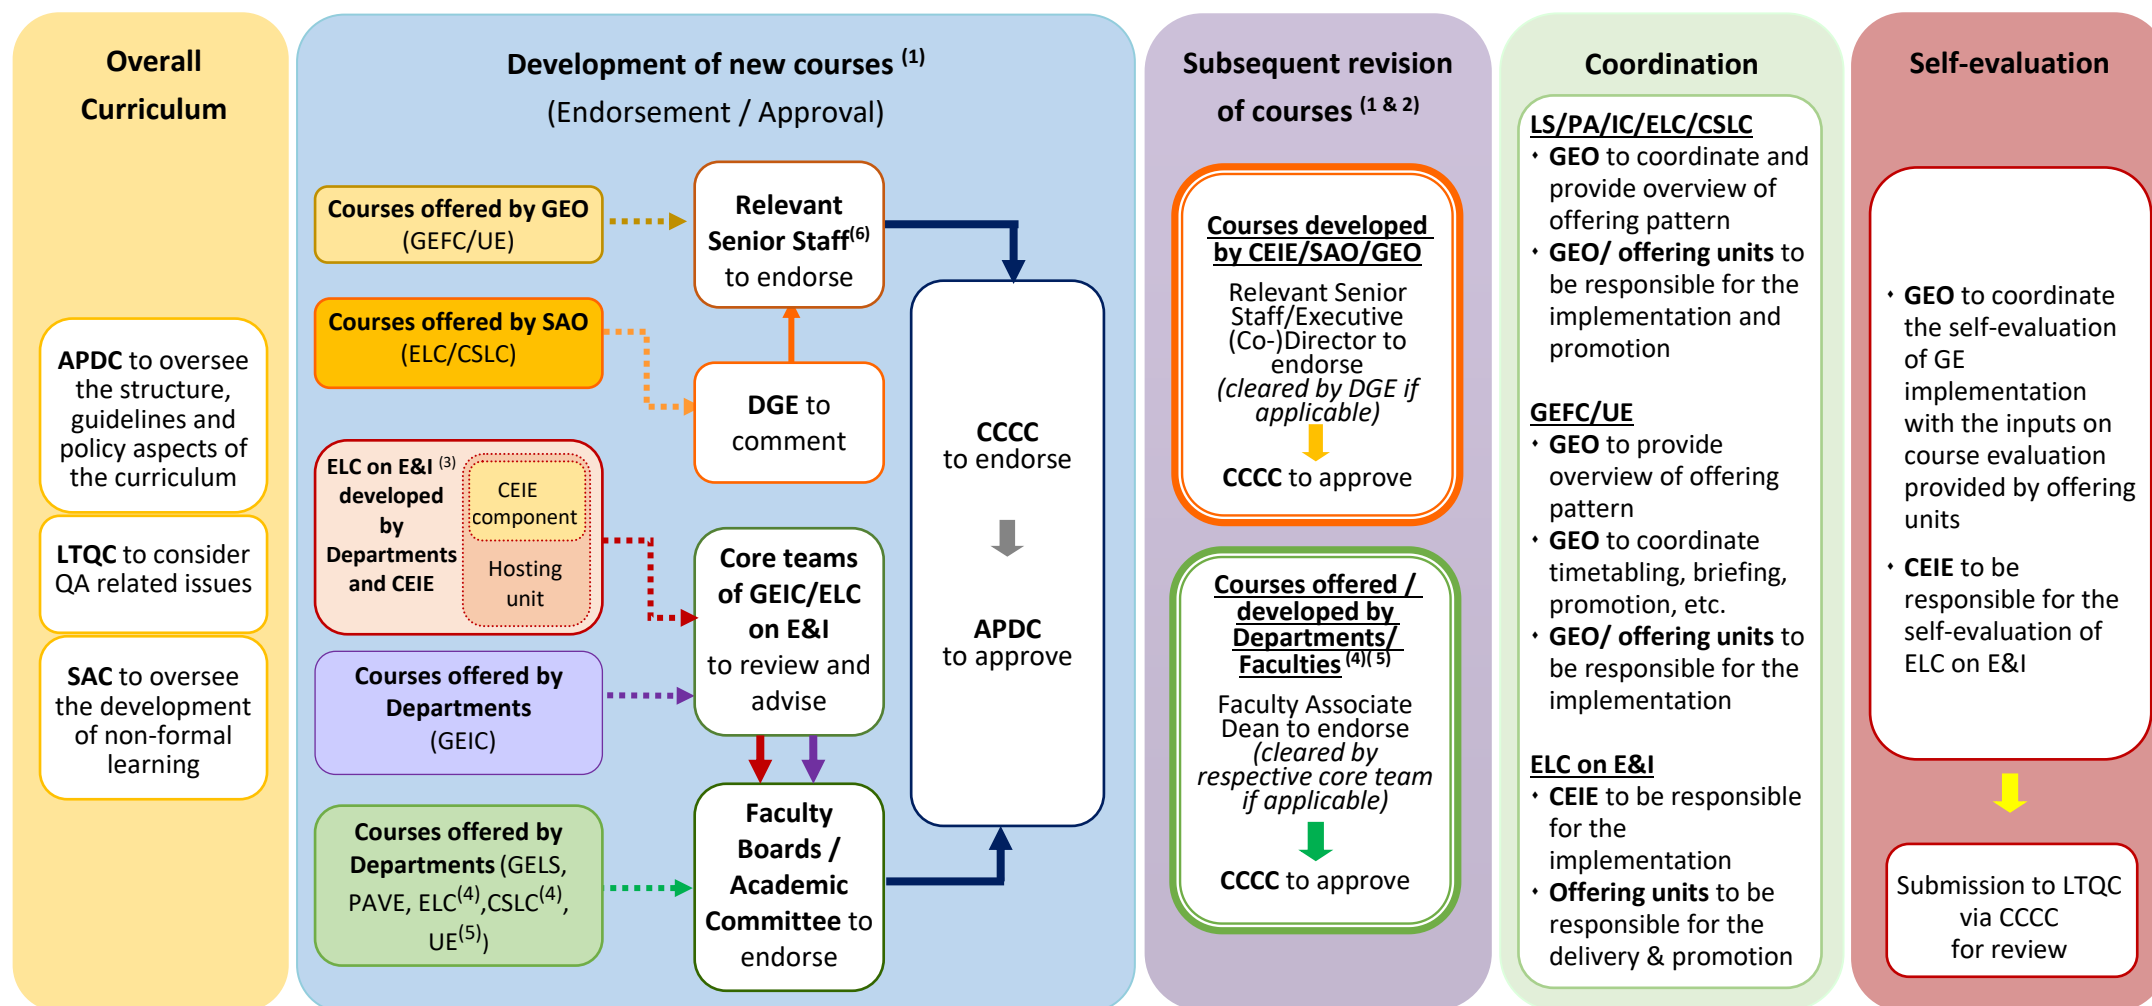 Overall
Curriculum
APDC to oversee
the structure,
guidelines and
policy aspects of
the curriculum
LTQC to consider
QA related issues
SAC to oversee
the development
of non-formal
learning
Development of new courses (1)
(Endorsement / Approval)
Courses offered by GEO
(GEFC/UE)
Courses offered by SAO
(ELC/CSLC)
ELC on E&I (3)
developed
by
Departments
and CEIE
CEIE
component
Hosting
unit
Courses offered by
Departments
(GEIC)
Courses offered by
Departments (GELS,
PAVE, ELC(4),CSLC(4),
UE(5))
Relevant
Senior Staff(6)
to endorse
DGE to
comment
Core teams
of GEIC/ELC
on E&I
to review and
advise
Faculty
Boards /
Academic
Committee to
endorse
CCCC
to endorse
APDC
to approve
Subsequent revision
of courses (1 & 2)
Courses developed
by CEIE/SAO/GEO
Relevant Senior
Staff/Executive
(Co-)Director to
endorse
(cleared by DGE if
applicable)
CCCC to approve
Courses offered /
developed by
Departments/
Faculties (4)( 5)
Faculty Associate
Dean to endorse
(cleared by
respective core team
if applicable)
CCCC to approve
Coordination
LS/PA/IC/ELC/CSLC
• GEO to coordinate and
provide overview of
offering pattern
• GEO/ offering units to
be responsible for the
implementation and
promotion
GEFC/UE
• GEO to provide
overview of offering
pattern
• GEO to coordinate
timetabling, briefing,
promotion, etc.
• GEO/ offering units to
be responsible for the
implementation
ELC on E&I
• CEIE to be responsible
for the
implementation
• Offering units to be
responsible for the
delivery & promotion
Self-evaluation
• GEO to coordinate
the self-evaluation
of GE
implementation
with the inputs on
course evaluation
provided by offering
units
• CEIE to be
responsible for the
self-evaluation of
ELC on E&I
Submission to LTQC
via CCCC
for review